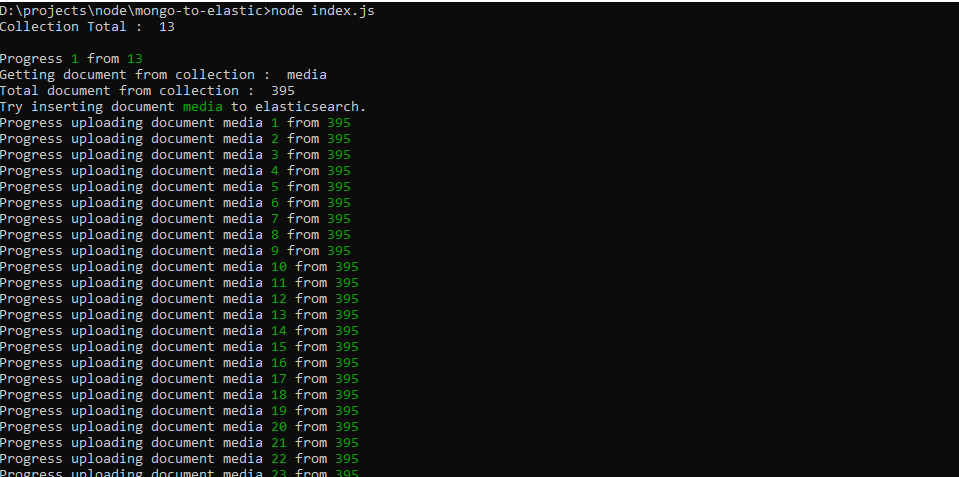 D:\projects\node\mongo-to-elastic>node index.js
Collection Total :  13

Progress 1 from 13
Getting document from collection :  media
Total document from collection :  395
Try inserting document media to elasticsearch.
Progress uploading document media 1 from 395
Progress uploading document media 2 from 395
Progress uploading document media 3 from 395
Progress uploading document media 4 from 395
Progress uploading document media 5 from 395
Progress uploading document media 6 from 395
Progress uploading document media 7 from 395
Progress uploading document media 8 from 395
Progress uploading document media 9 from 395
Progress uploading document media 10 from 395
Progress uploading document media 11 from 395
Progress uploading document media 12 from 395
Progress uploading document media 13 from 395
Progress uploading document media 14 from 395
Progress uploading document media 15 from 395
Progress uploading document media 16 from 395
Progress uploading document media 17 from 395
Progress uploading document media 18 from 395
Progress uploading document media 19 from 395
Progress uploading document media 20 from 395
Progress uploading document media 21 from 395
Progress uploading document media 22 from 395
Progress uploading document media 23 from 395